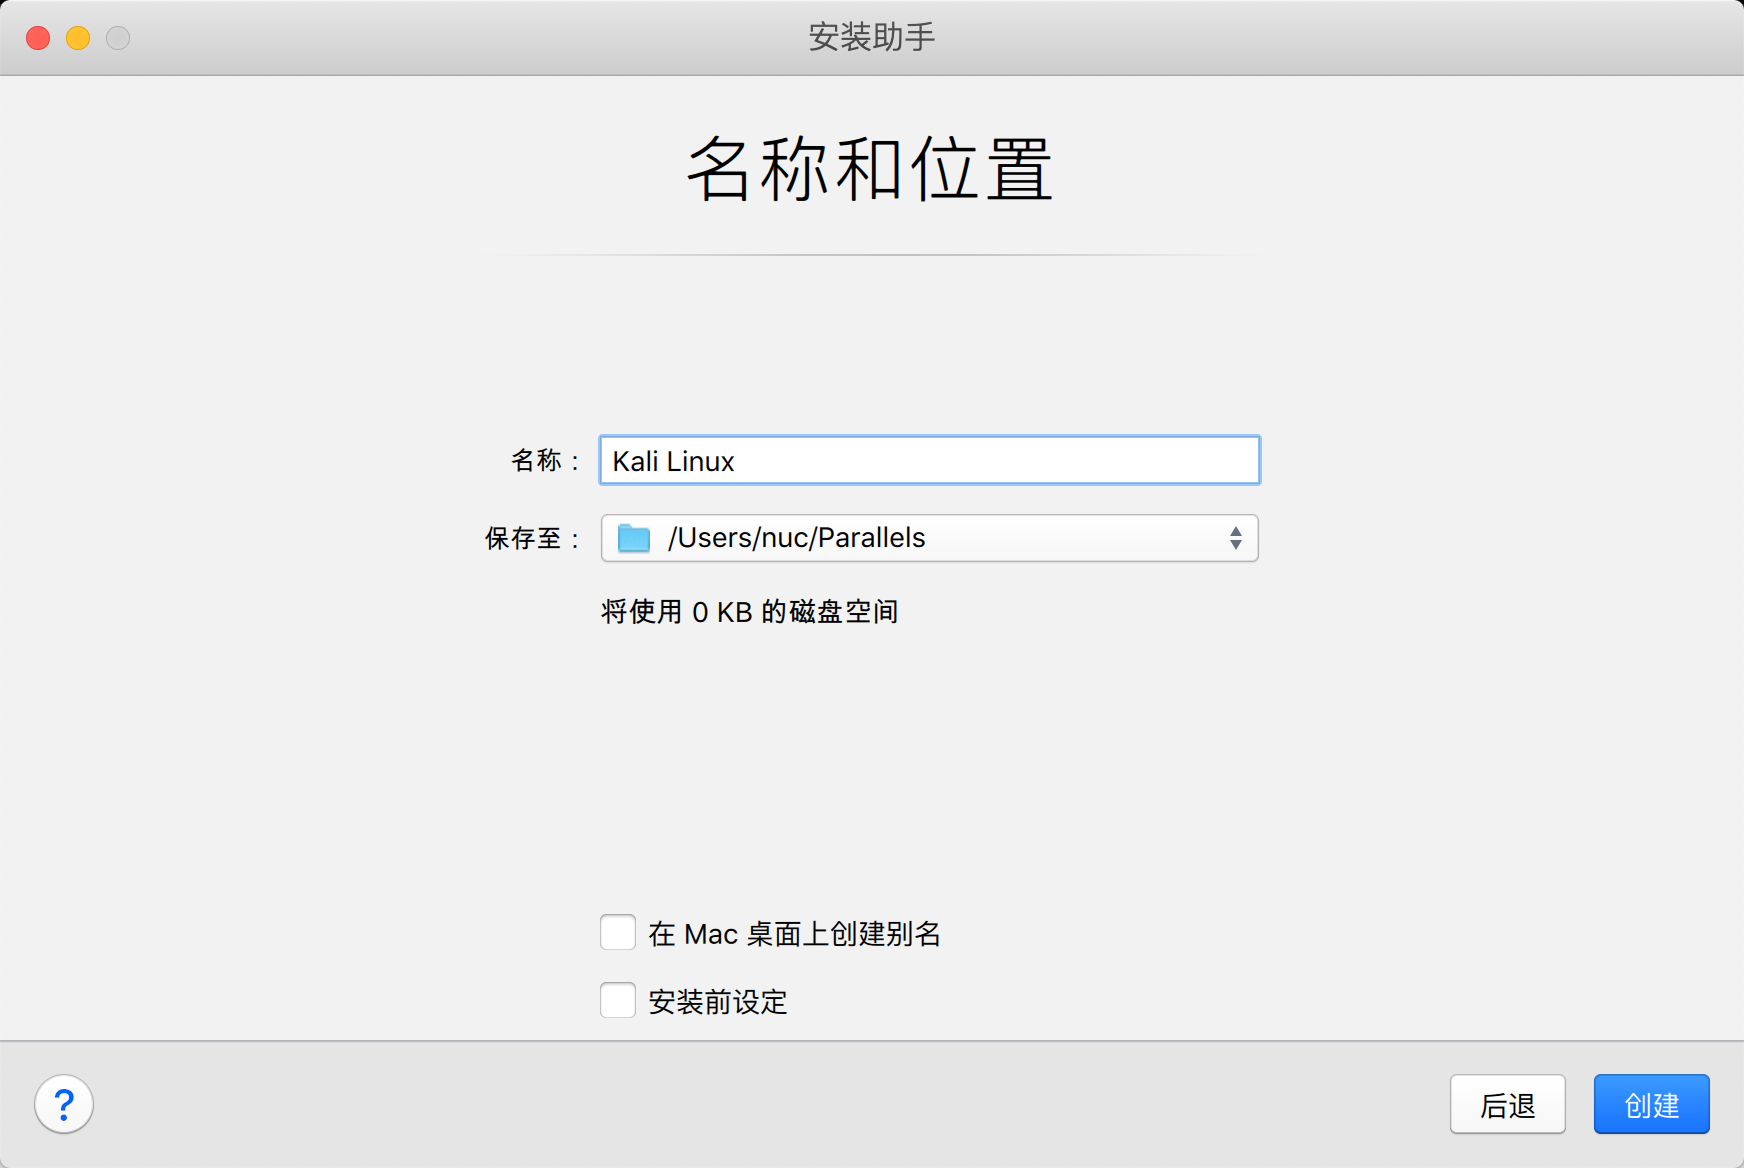 安装助手
名称和位置
名称：
Kali Linux
保存至：
/Users/nuc/Parallels
将使用 0 KB 的磁盘空间
在 Mac 桌面上创建别名
安装前设定
?
后退
创建